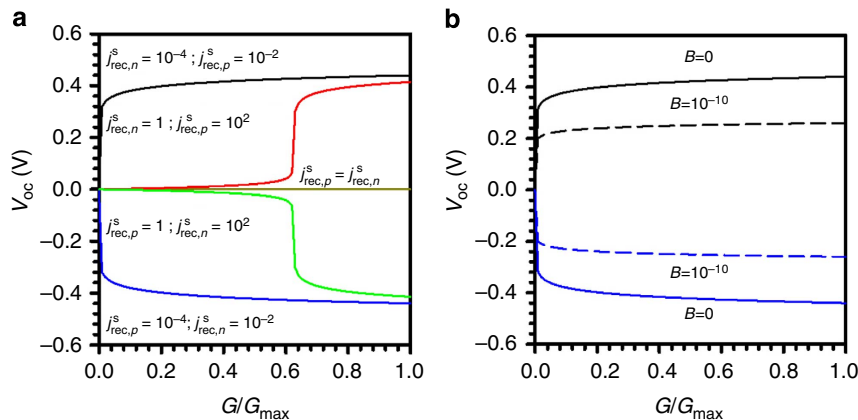 a
0.6
0.4
0.2
0.0
−0.2
−0.4
−0.6
V_oc (V)
j^s_rec,n = 10^−4 ; j^s_rec,p = 10^−2
j^s_rec,n = 1 ; j^s_rec,p = 10^2
j^s_rec,p = j^s_rec,n
j^s_rec,p = 1 ; j^s_rec,n = 10^2
j^s_rec,p = 10^−4; j^s_rec,n = 10^−2
0.0 0.2 0.4 0.6 0.8 1.0
G/G_max
b
0.6
0.4
0.2
0.0
−0.2
−0.4
−0.6
V_oc (V)
B=0
B=10^−10
B=10^−10
B=0
0.0 0.2 0.4 0.6 0.8 1.0
G/G_max